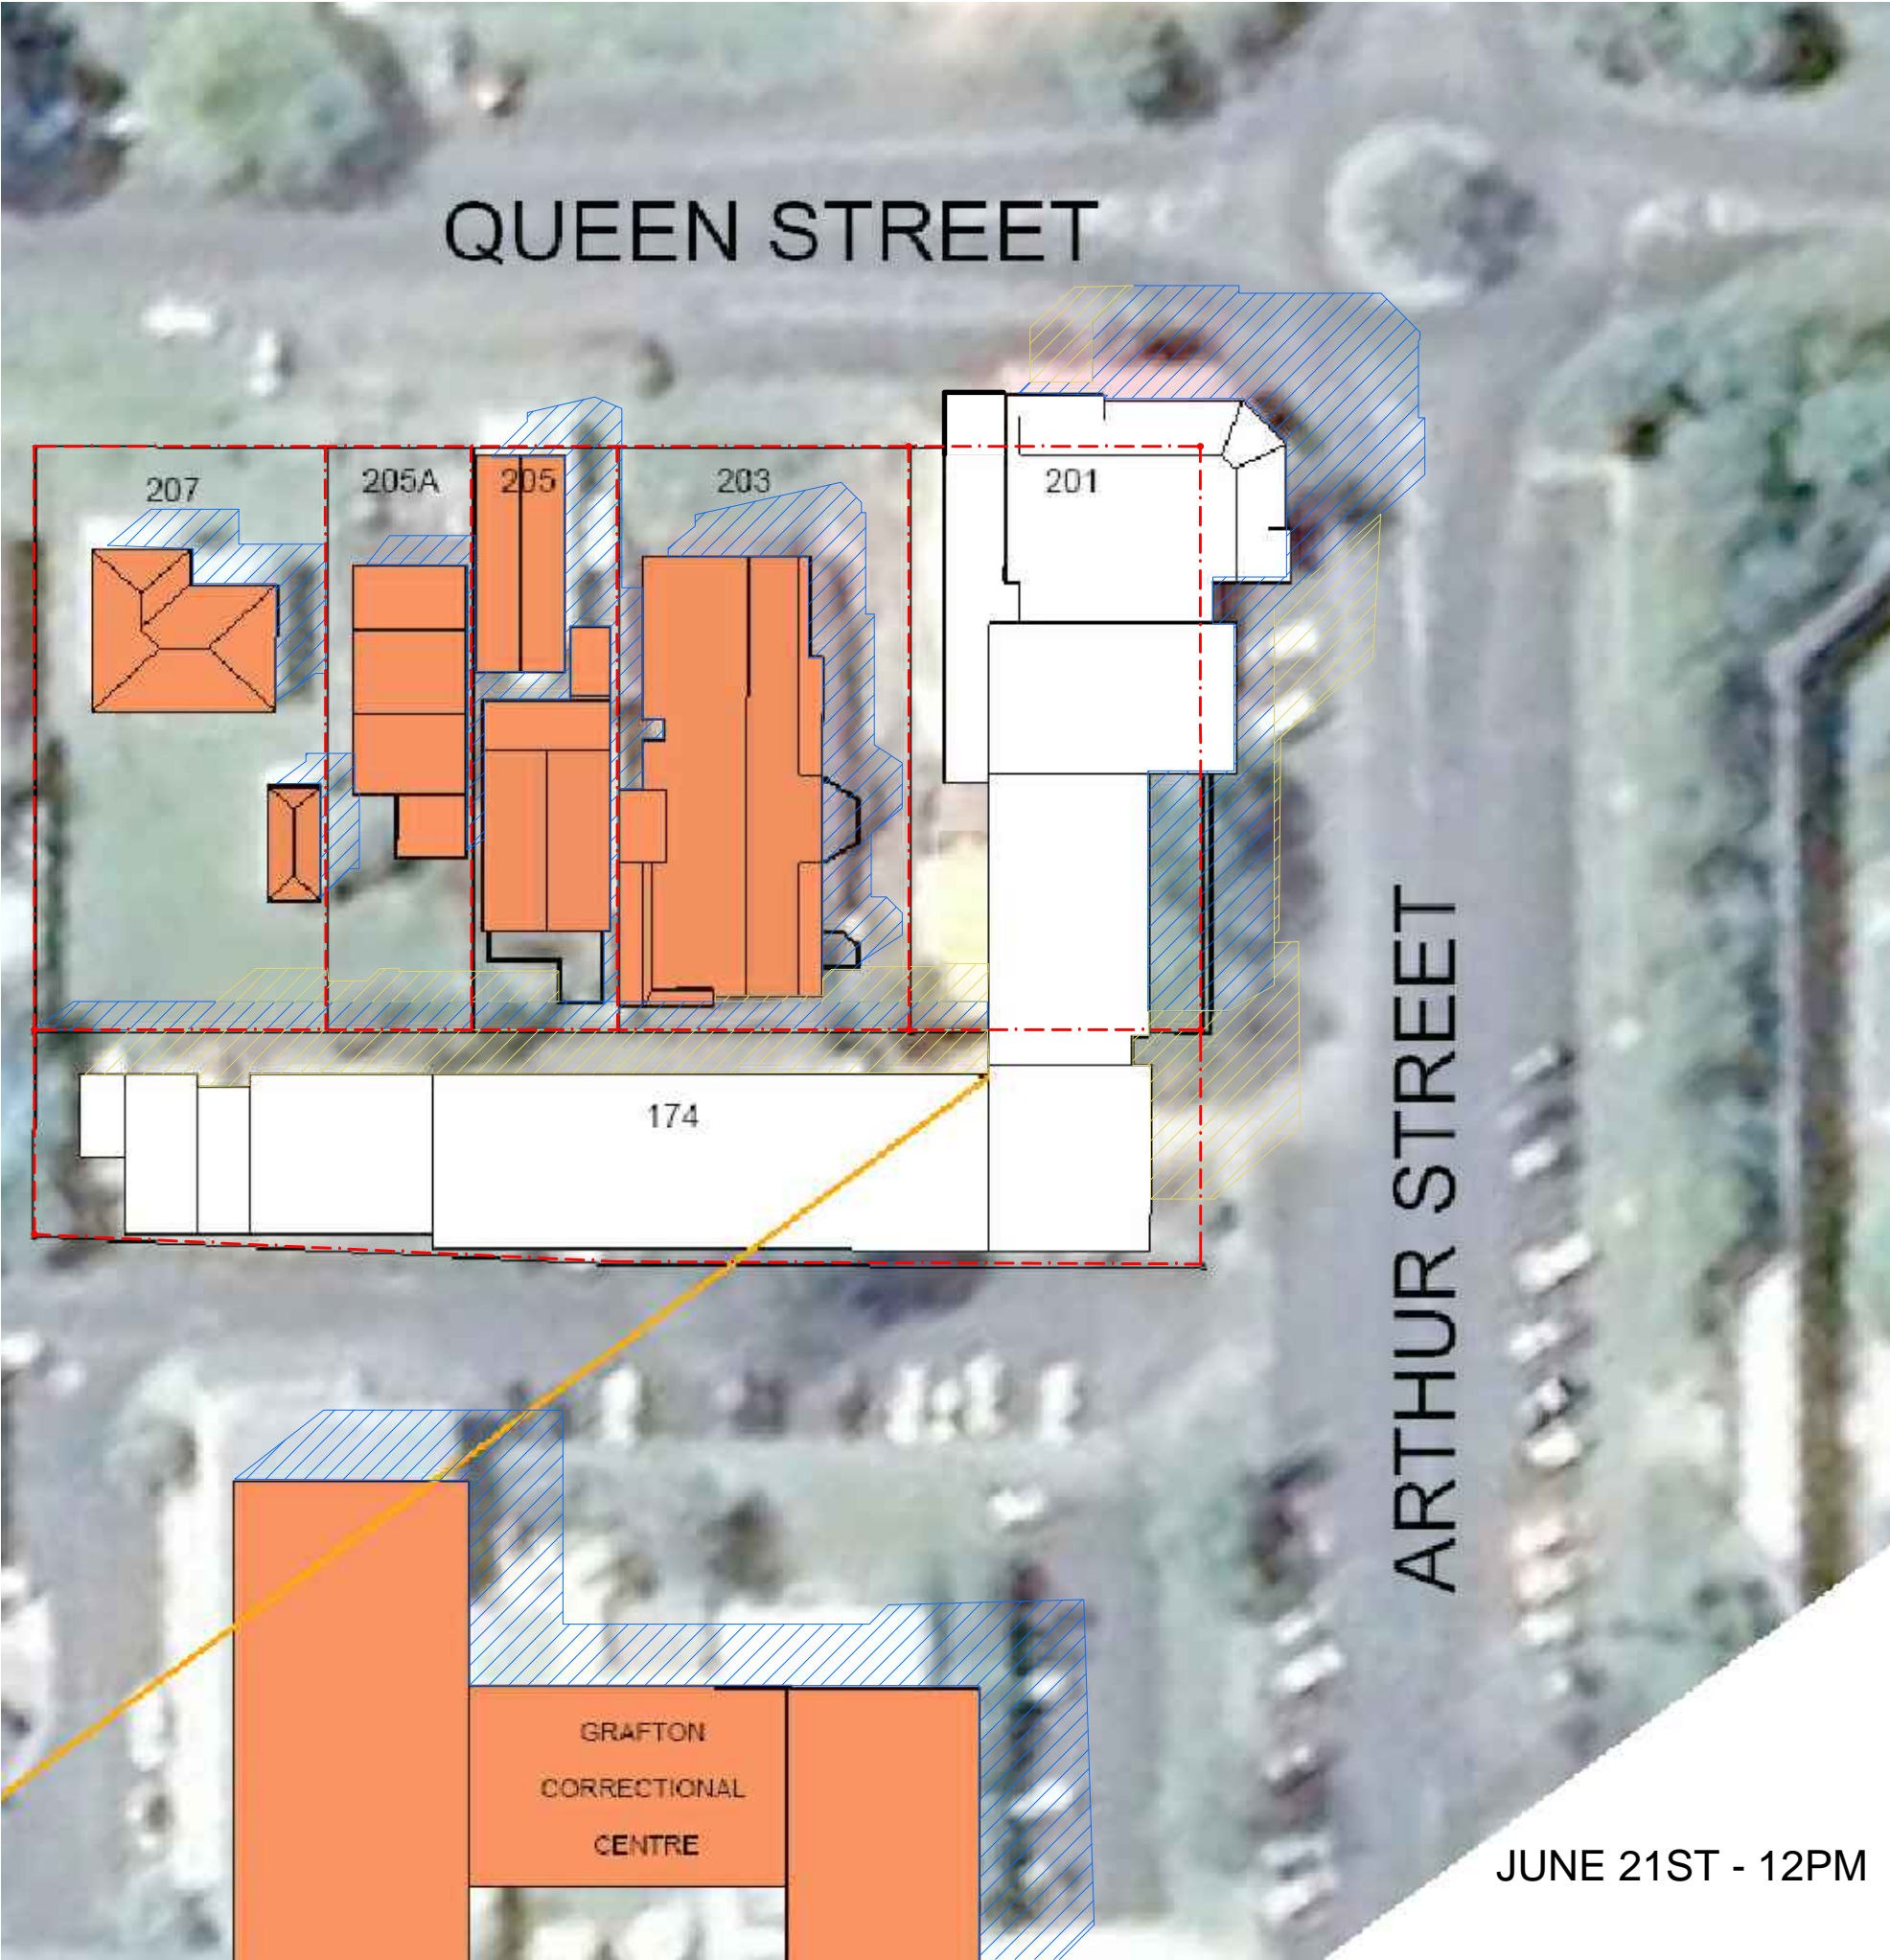 QUEEN STREET
207
205A
205
203
201
174
ARTHUR STREET
GRAFTON
CORRECTIONAL
CENTRE
JUNE 21ST - 12PM